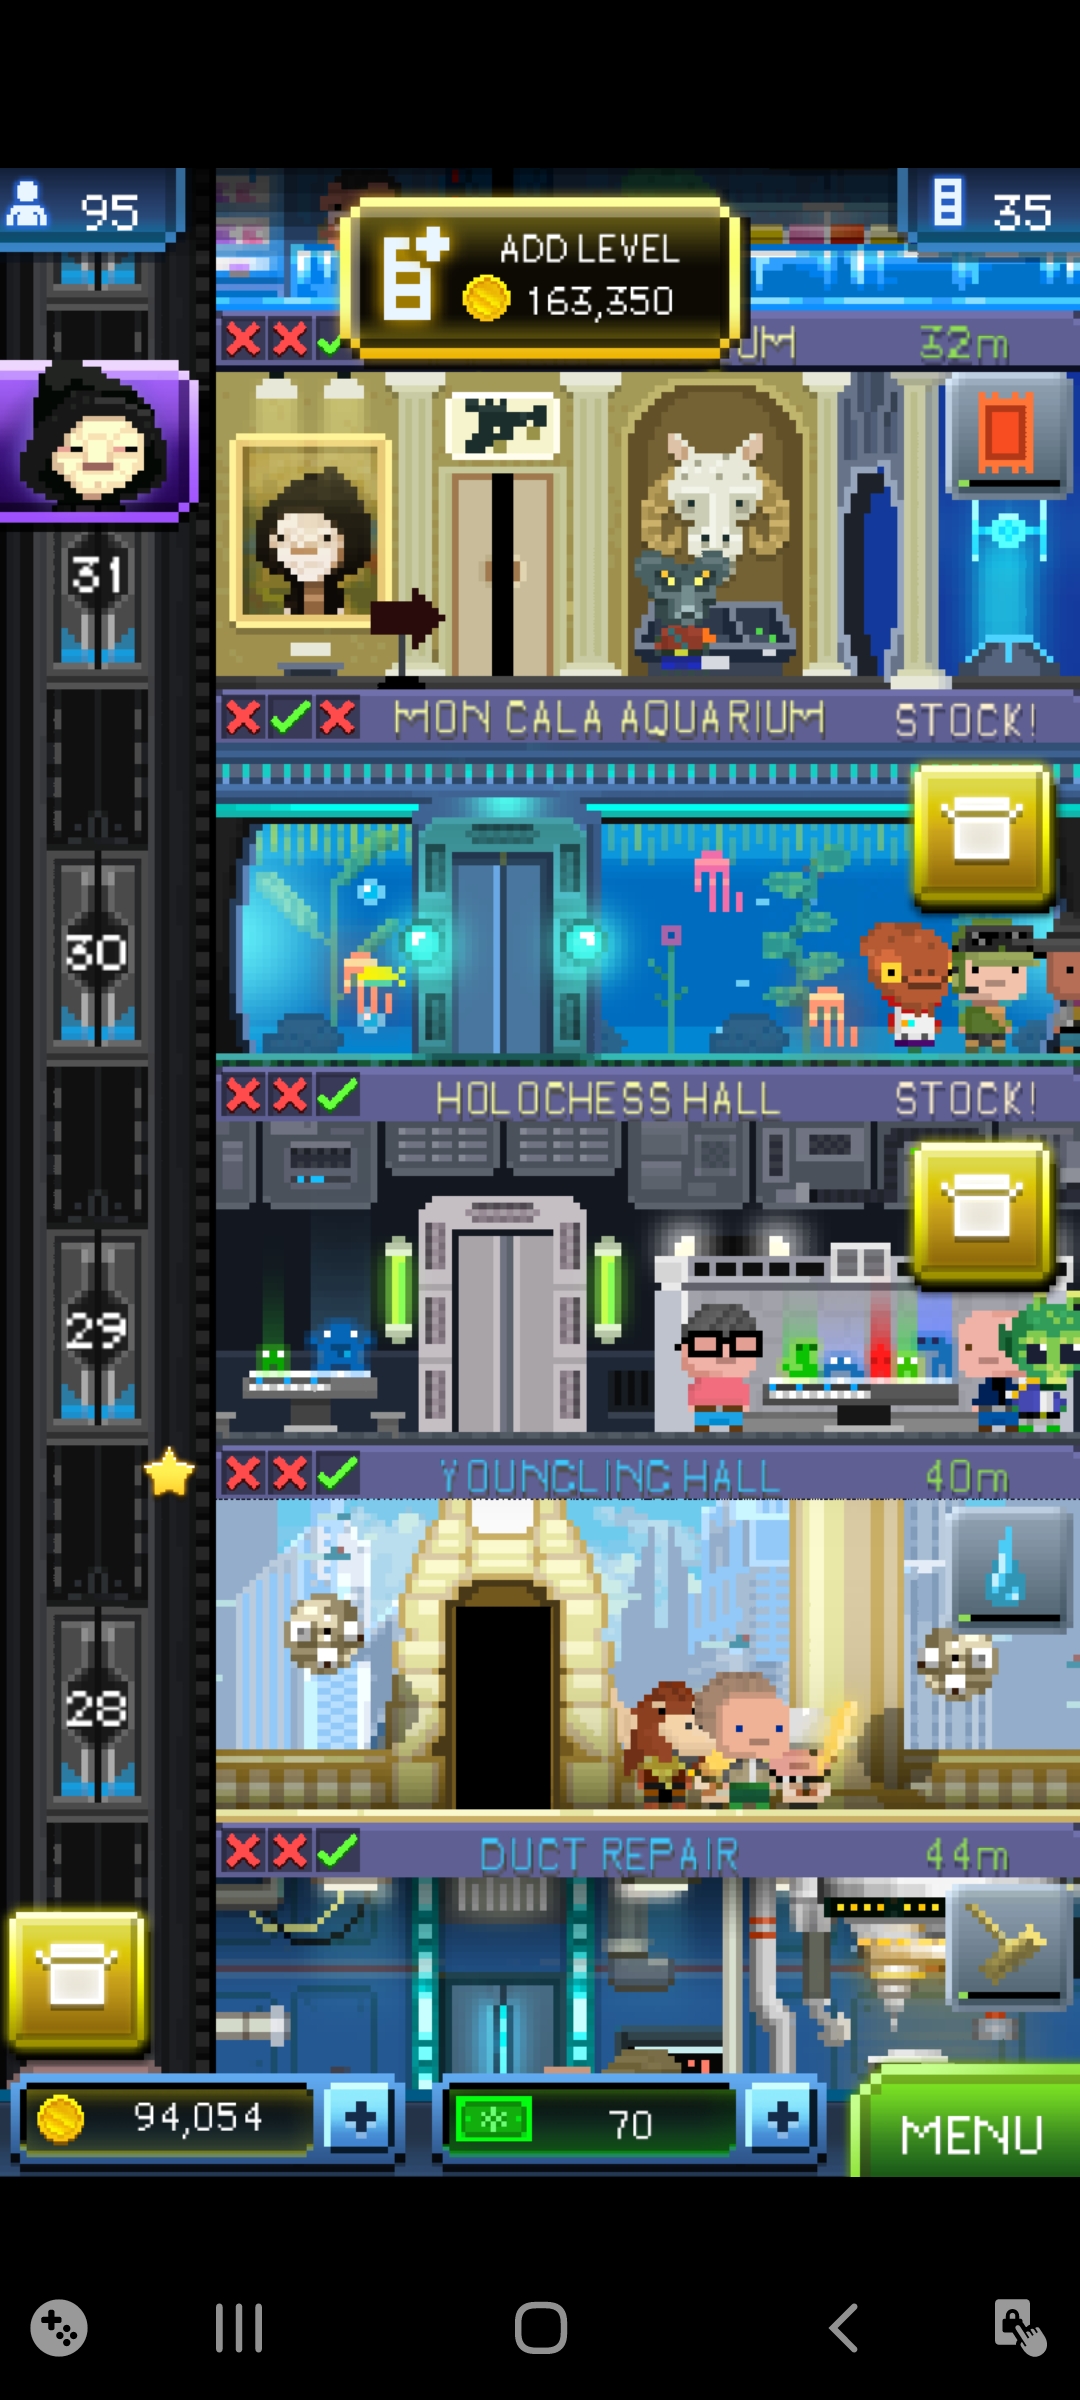 95
35
ADD LEVEL
163,350
UM
32m
31
MON CALA AQUARIUM
STOCK!
30
HOLOCHESS HALL
STOCK!
29
YOUNGLING HALL
40m
28
DUCT REPAIR
44m
94,054
70
MENU